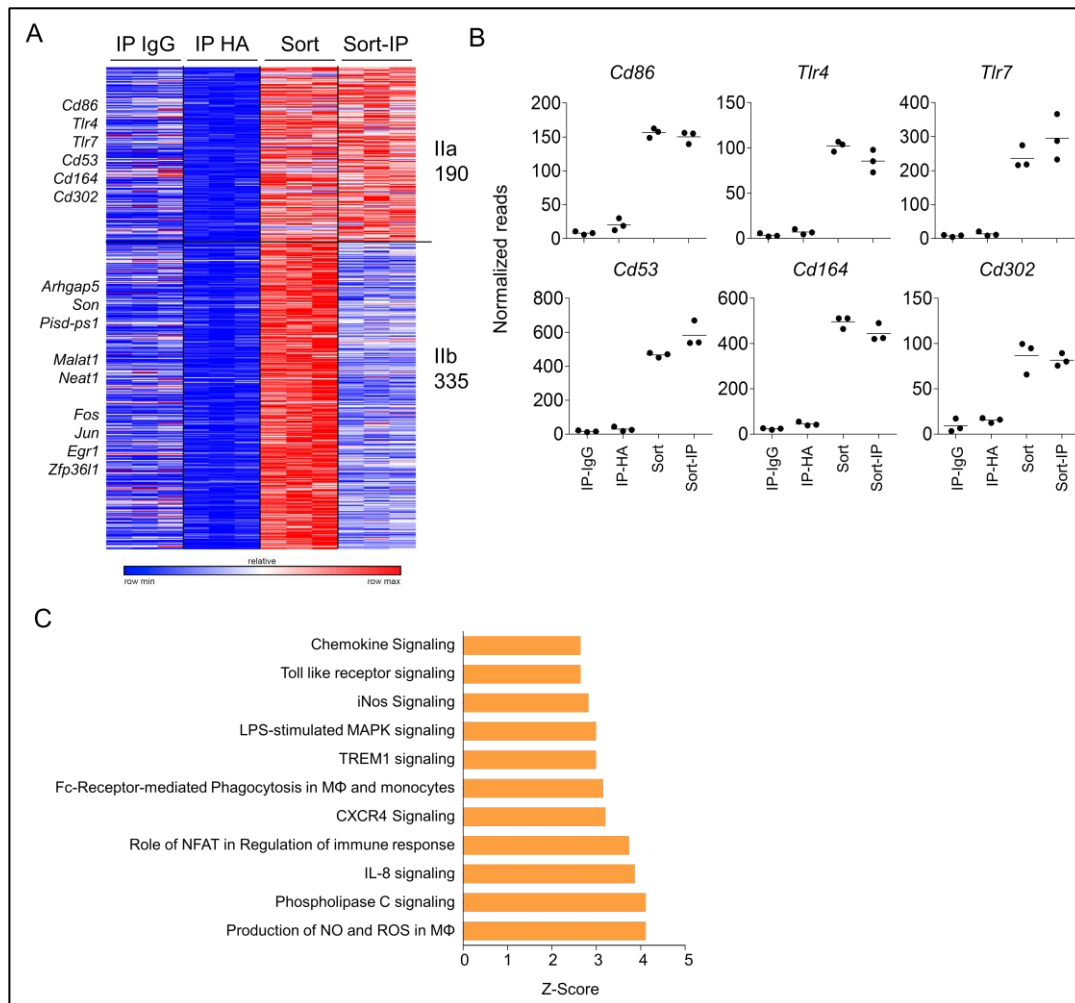 A
IP IgG IP HA Sort Sort-IP
Cd86
Tlr4
Tlr7
Cd53
Cd164
Cd302
IIa
190
Arhgap5
Son
Pisd-ps1
Malat1
Neat1
Fos
Jun
Egr1
Zfp36l1
IIb
335
relative
row min row max
B
Normalized reads
Cd86
200
150
100
50
0
Tlr4
150
100
50
0
Tlr7
400
300
200
100
0
Cd53
800
600
400
200
0
IP-IgG
IP-HA
Sort
Sort-IP
Cd164
600
400
200
0
IP-IgG
IP-HA
Sort
Sort-IP
Cd302
150
100
50
0
IP-IgG
IP-HA
Sort
Sort-IP
C
Chemokine Signaling
Toll like receptor signaling
iNos Signaling
LPS-stimulated MAPK signaling
TREM1 signaling
Fc-Receptor-mediated Phagocytosis in MΦ and monocytes
CXCR4 Signaling
Role of NFAT in Regulation of immune response
IL-8 signaling
Phospholipase C signaling
Production of NO and ROS in MΦ
0 1 2 3 4 5
Z-Score